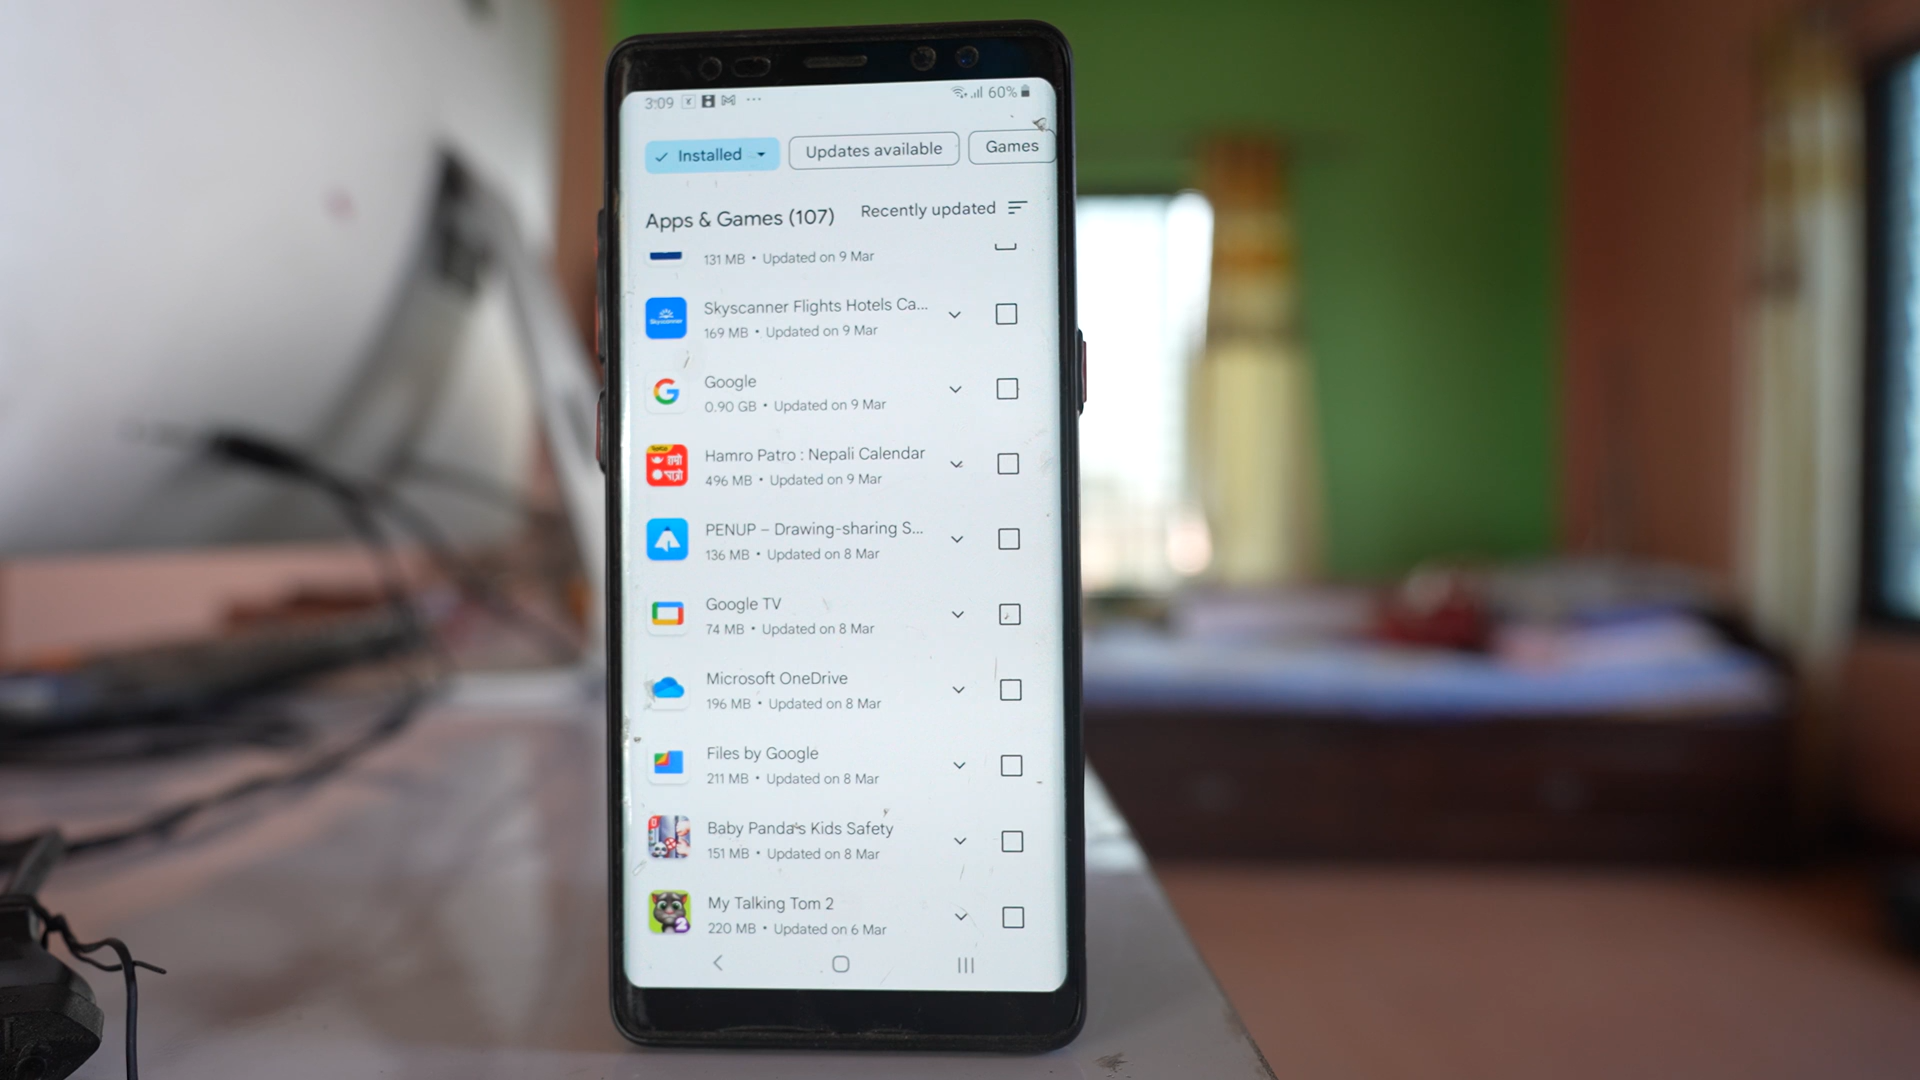 3:09 60%
Installed Updates available Games
Apps & Games (107) Recently updated
131 MB • Updated on 9 Mar
Skyscanner Flights Hotels Ca...
Skyscanner
169 MB • Updated on 9 Mar
Google
0.90 GB • Updated on 9 Mar
Hamro Patro : Nepali Calendar
हाम्रो
पात्रो
496 MB • Updated on 9 Mar
PENUP – Drawing-sharing S...
136 MB • Updated on 8 Mar
Google TV
74 MB • Updated on 8 Mar
Microsoft OneDrive
196 MB • Updated on 8 Mar
Files by Google
211 MB • Updated on 8 Mar
Baby Panda's Kids Safety
151 MB • Updated on 8 Mar
My Talking Tom 2
2
220 MB • Updated on 6 Mar